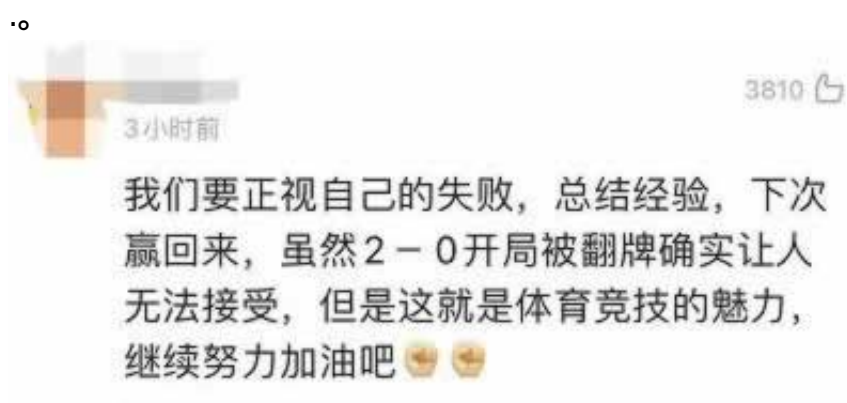 ·。
3810
3小时前
我们要正视自己的失败，总结经验，下次
赢回来，虽然2－0开局被翻牌确实让人
无法接受，但是这就是体育竞技的魅力，
继续努力加油吧✊✊